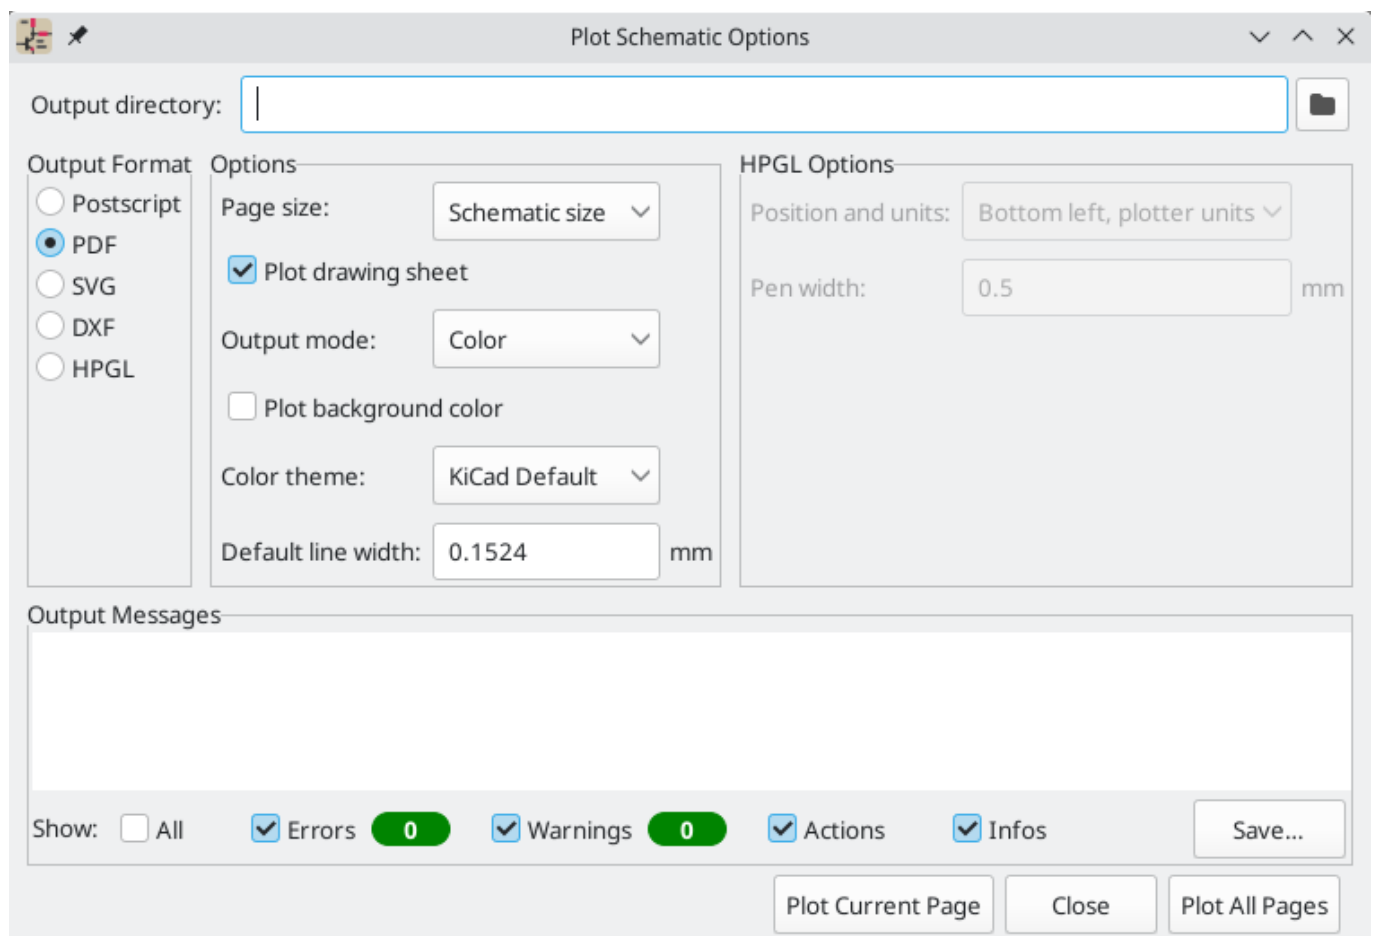 Plot Schematic Options
Output directory:
Output Format
Postscript
PDF
SVG
DXF
HPGL
Options
Page size: Schematic size
Plot drawing sheet
Output mode: Color
Plot background color
Color theme: KiCad Default
Default line width: 0.1524 mm
HPGL Options
Position and units: Bottom left, plotter units
Pen width: 0.5 mm
Output Messages
Show: All Errors 0 Warnings 0 Actions Infos Save...
Plot Current Page Close Plot All Pages